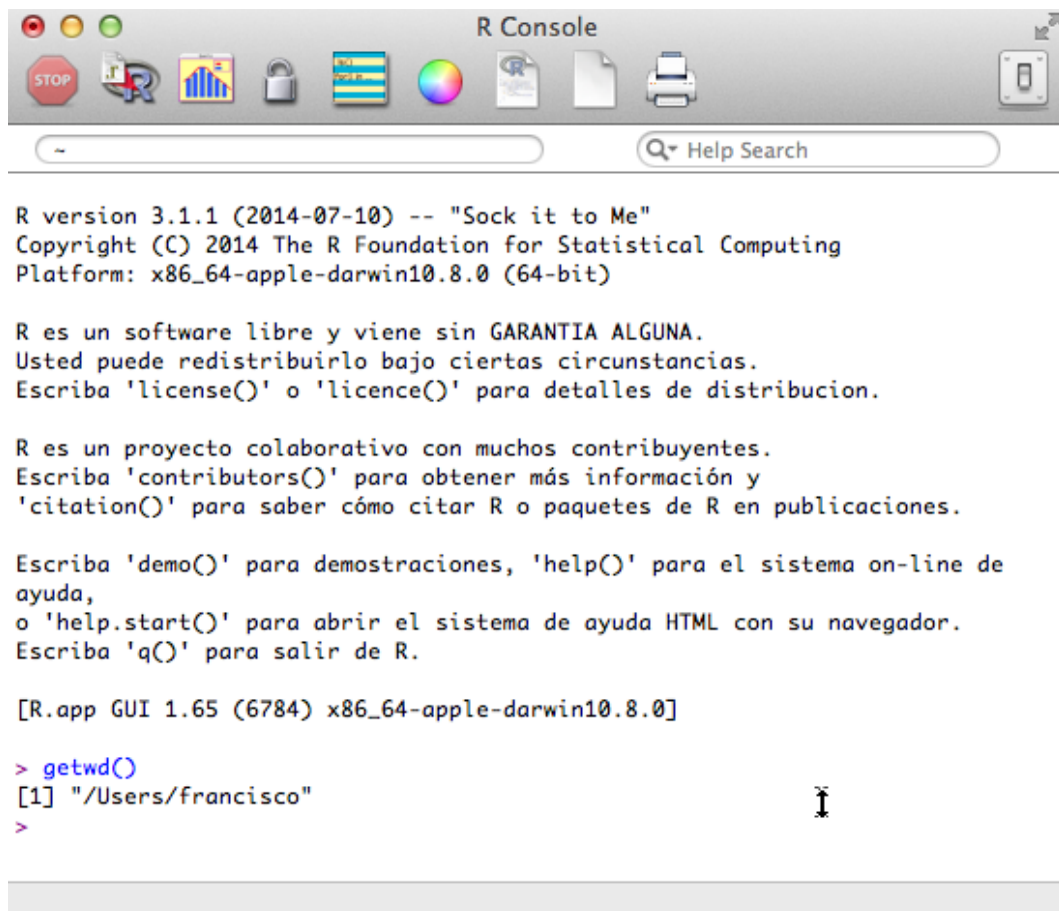 R Console
STOP
~
Help Search
R version 3.1.1 (2014-07-10) -- "Sock it to Me"
Copyright (C) 2014 The R Foundation for Statistical Computing
Platform: x86_64-apple-darwin10.8.0 (64-bit)
R es un software libre y viene sin GARANTIA ALGUNA.
Usted puede redistribuirlo bajo ciertas circunstancias.
Escriba 'license()' o 'licence()' para detalles de distribucion.
R es un proyecto colaborativo con muchos contribuyentes.
Escriba 'contributors()' para obtener más información y
'citation()' para saber cómo citar R o paquetes de R en publicaciones.
Escriba 'demo()' para demostraciones, 'help()' para el sistema on-line de
ayuda,
o 'help.start()' para abrir el sistema de ayuda HTML con su navegador.
Escriba 'q()' para salir de R.
[R.app GUI 1.65 (6784) x86_64-apple-darwin10.8.0]
> getwd()
[1] "/Users/francisco"
>